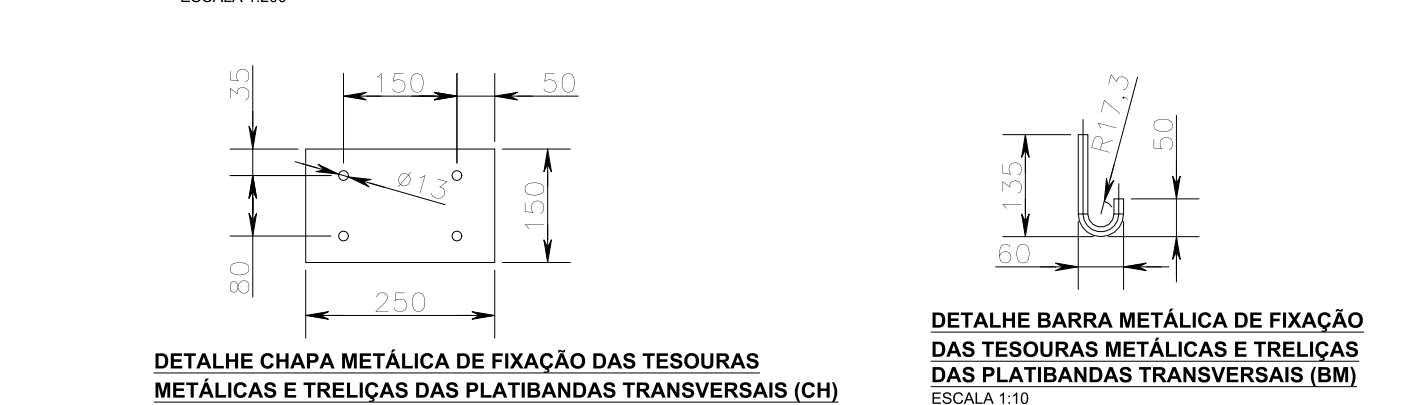 35
150
50
Ø13
150
80
250
DETALHE CHAPA METÁLICA DE FIXAÇÃO DAS TESOURAS
METÁLICAS E TRELIÇAS DAS PLATIBANDAS TRANSVERSAIS (CH)
R17,3
50
135
60
DETALHE BARRA METÁLICA DE FIXAÇÃO
DAS TESOURAS METÁLICAS E TRELIÇAS
DAS PLATIBANDAS TRANSVERSAIS (BM)
ESCALA 1:10